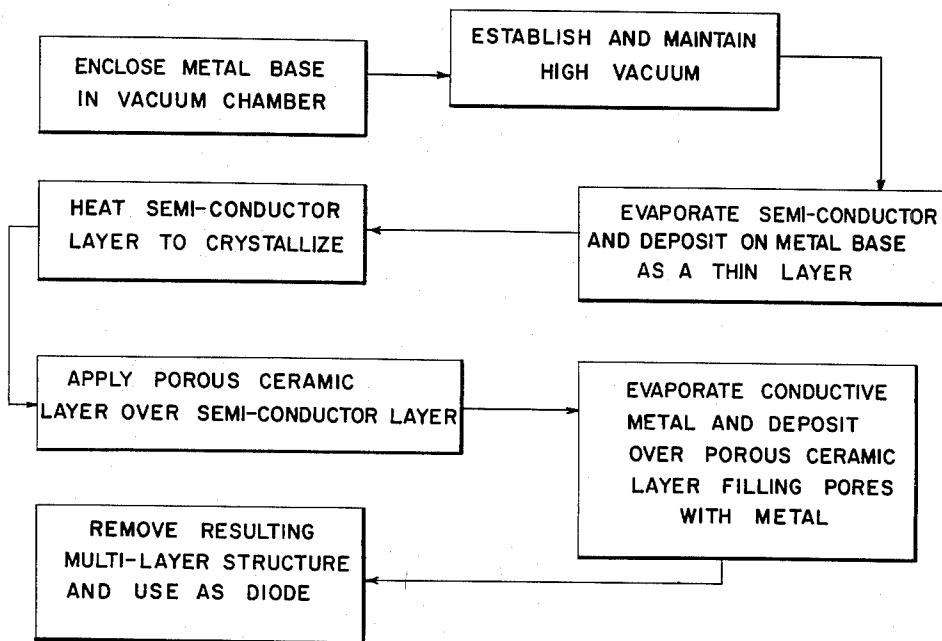 ENCLOSE METAL BASE
IN VACUUM CHAMBER
ESTABLISH AND MAINTAIN
HIGH VACUUM
EVAPORATE SEMI-CONDUCTOR
AND DEPOSIT ON METAL BASE
AS A THIN LAYER
HEAT SEMI-CONDUCTOR
LAYER TO CRYSTALLIZE
APPLY POROUS CERAMIC
LAYER OVER SEMI-CONDUCTOR LAYER
EVAPORATE CONDUCTIVE
METAL AND DEPOSIT
OVER POROUS CERAMIC
LAYER FILLING PORES
WITH METAL
REMOVE RESULTING
MULTI-LAYER STRUCTURE
AND USE AS DIODE